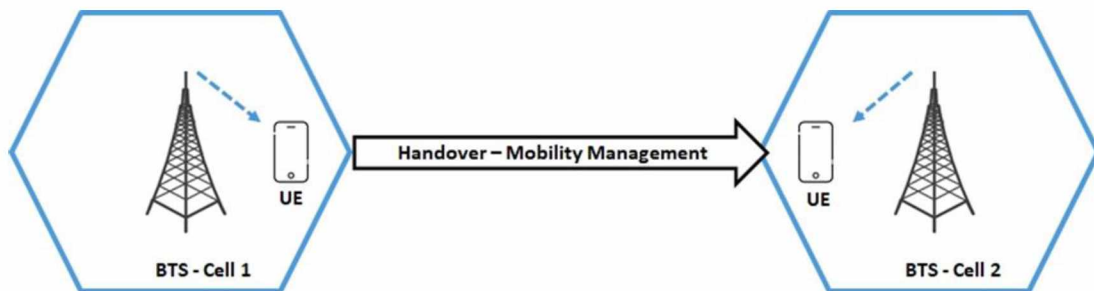 Handover – Mobility Management
UE
UE
BTS - Cell 1
BTS - Cell 2